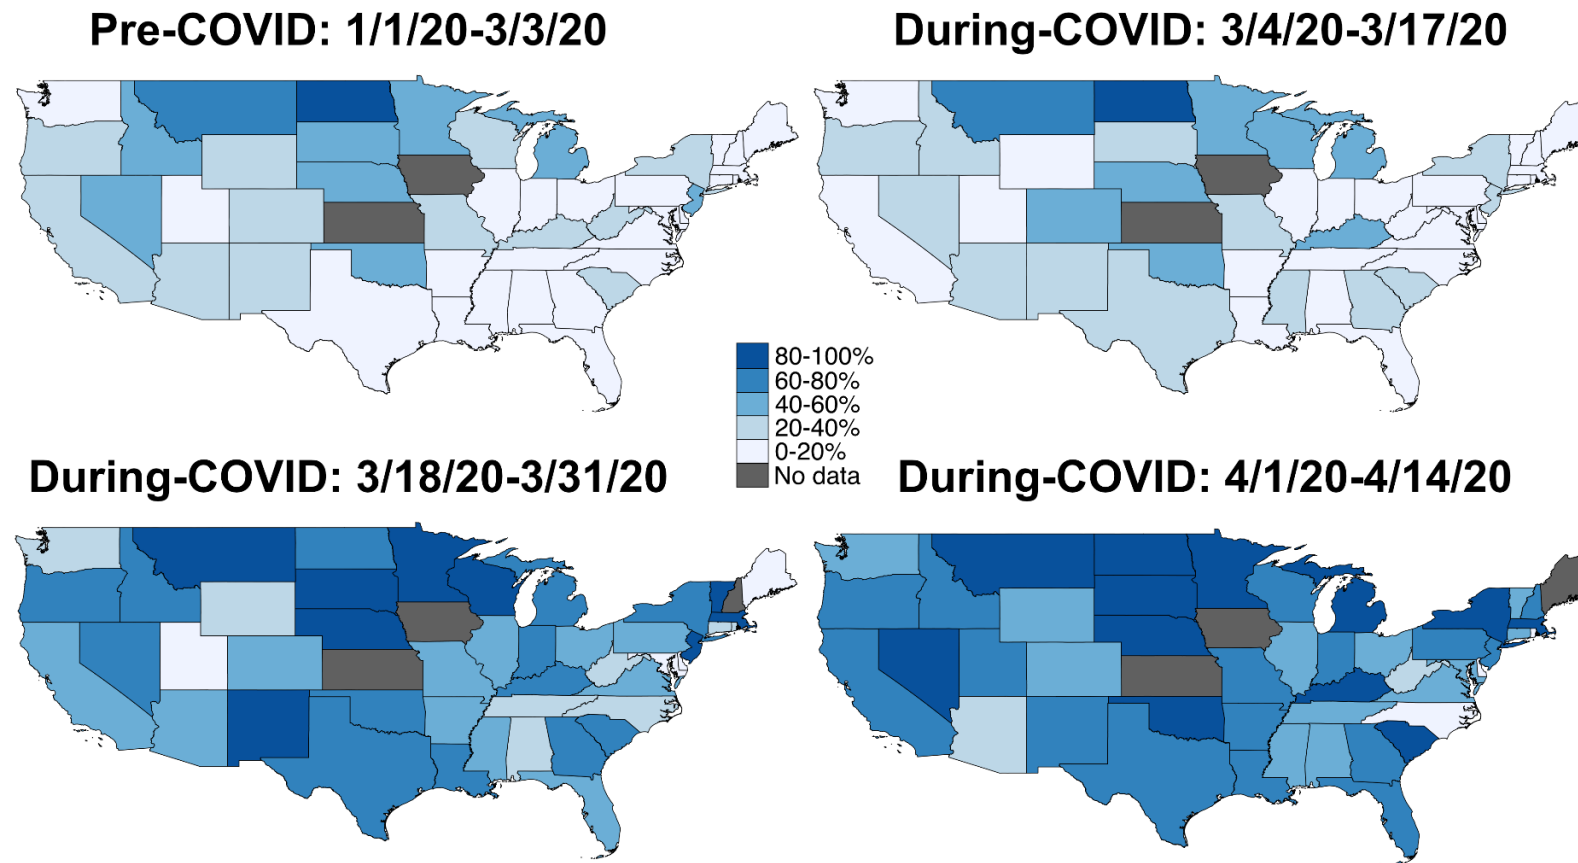 Pre-COVID: 1/1/20-3/3/20
During-COVID: 3/4/20-3/17/20
80-100%
60-80%
40-60%
20-40%
0-20%
No data
During-COVID: 3/18/20-3/31/20
During-COVID: 4/1/20-4/14/20